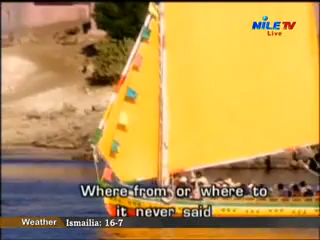 NILE TV
Live
Where from or where to
it never said
Weather Ismailia: 16-7